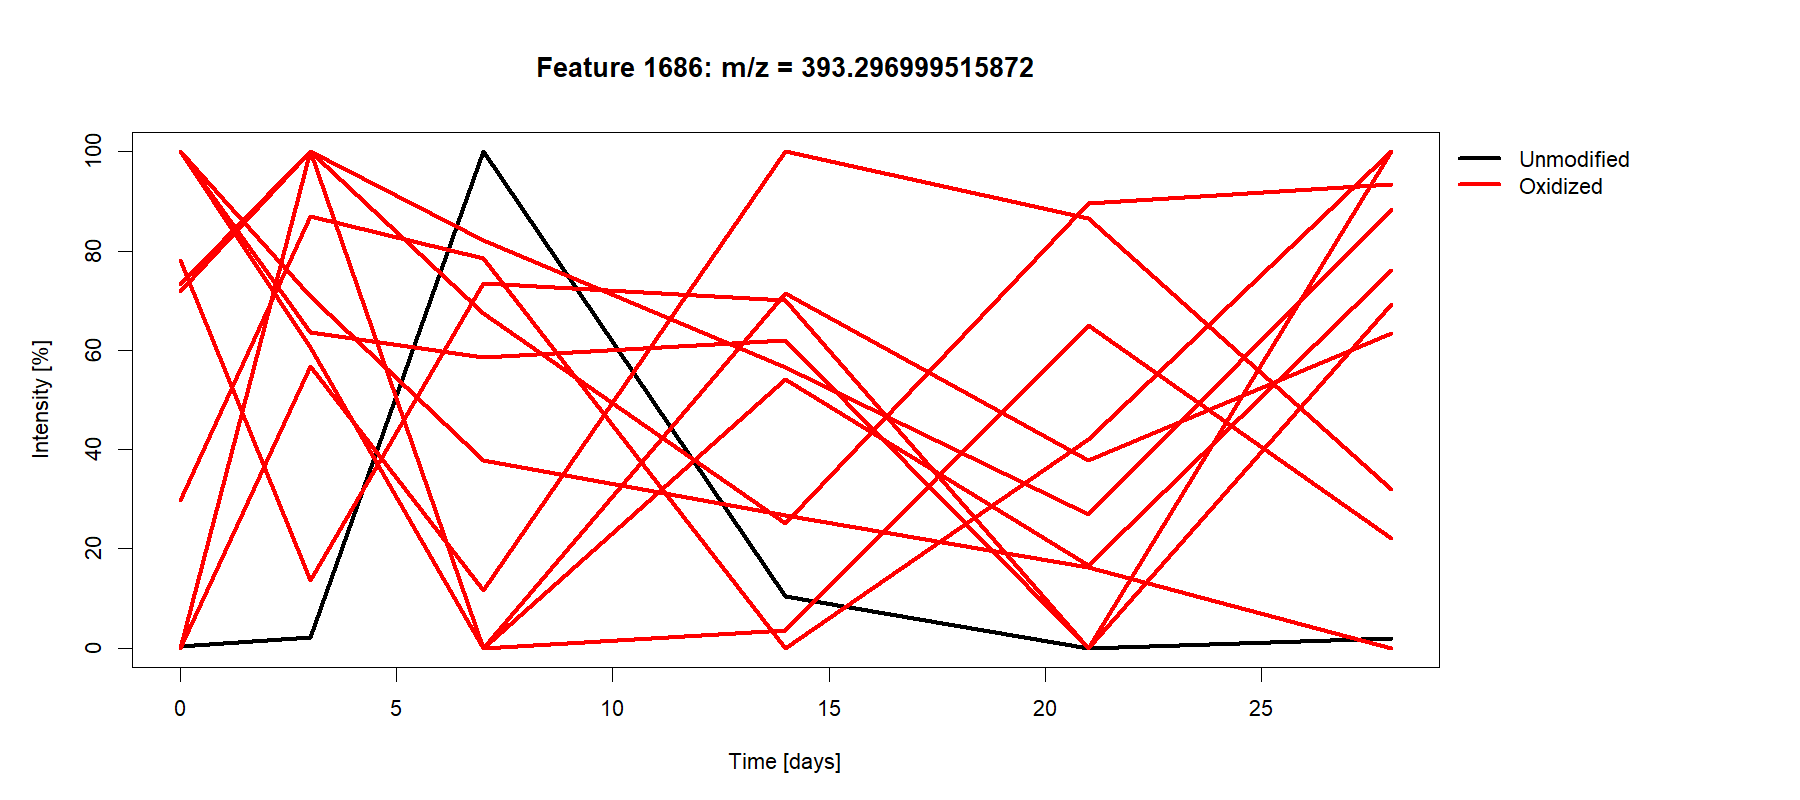 Feature 1686: m/z = 393.296999515872
Unmodified
Oxidized
Intensity [%]
100
80
60
40
20
0
0 5 10 15 20 25
Time [days]